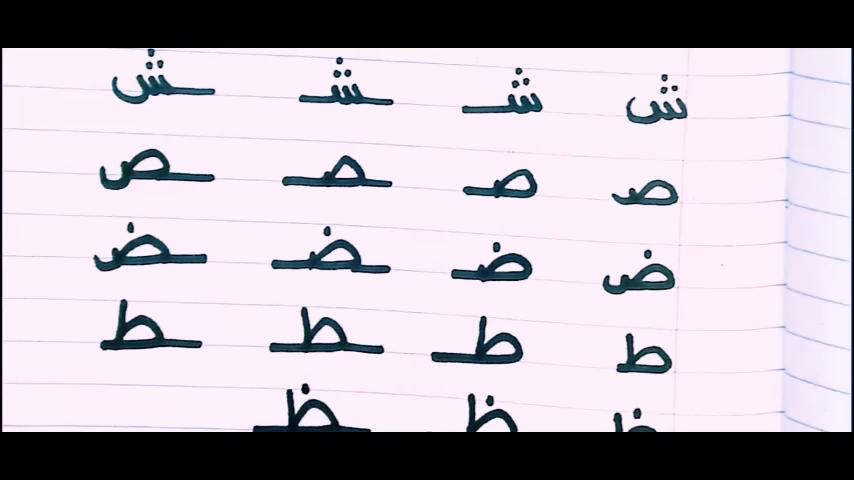 ش شـ ـشـ ـش
ص صـ ـصـ ـص
ض ضـ ـضـ ـض
ط طـ ـطـ ـط
ظ ظـ ـظـ